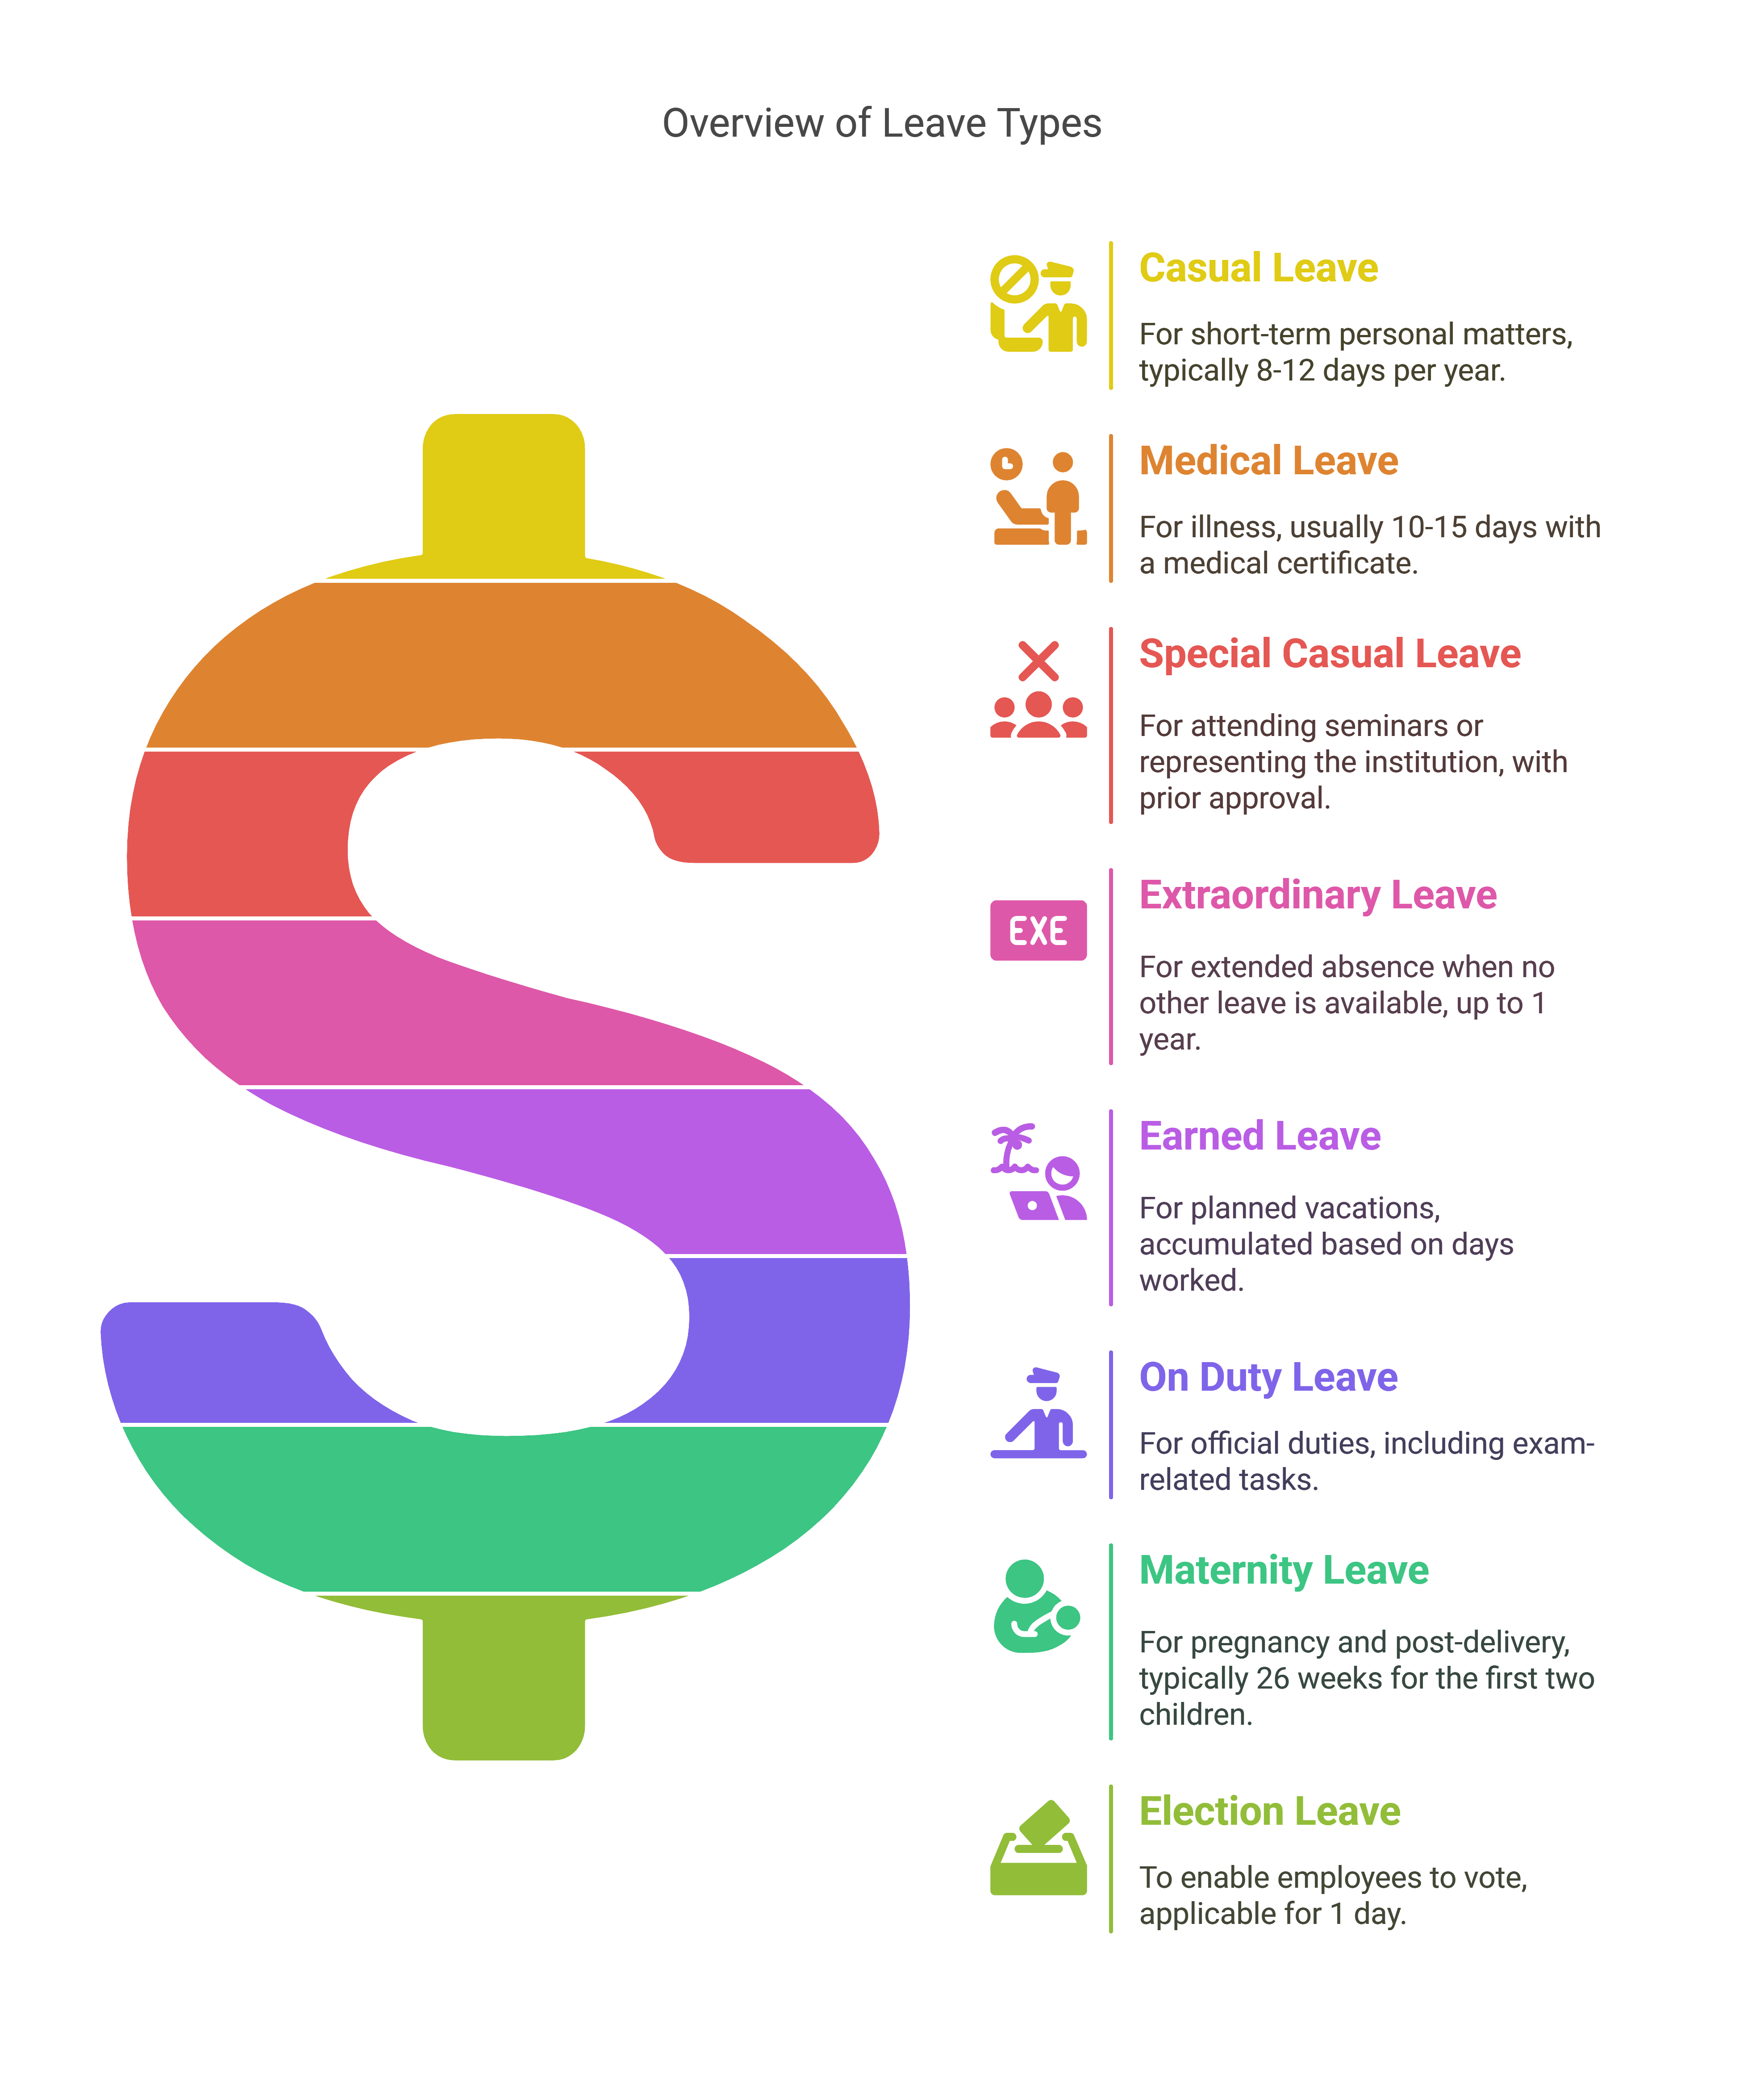 Overview of Leave Types
Casual Leave
For short-term personal matters,
typically 8-12 days per year.
Medical Leave
For illness, usually 10-15 days with
a medical certificate.
Special Casual Leave
For attending seminars or
representing the institution, with
prior approval.
EXE
Extraordinary Leave
For extended absence when no
other leave is available, up to 1
year.
Earned Leave
For planned vacations,
accumulated based on days
worked.
On Duty Leave
For official duties, including exam-
related tasks.
Maternity Leave
For pregnancy and post-delivery,
typically 26 weeks for the first two
children.
Election Leave
To enable employees to vote,
applicable for 1 day.